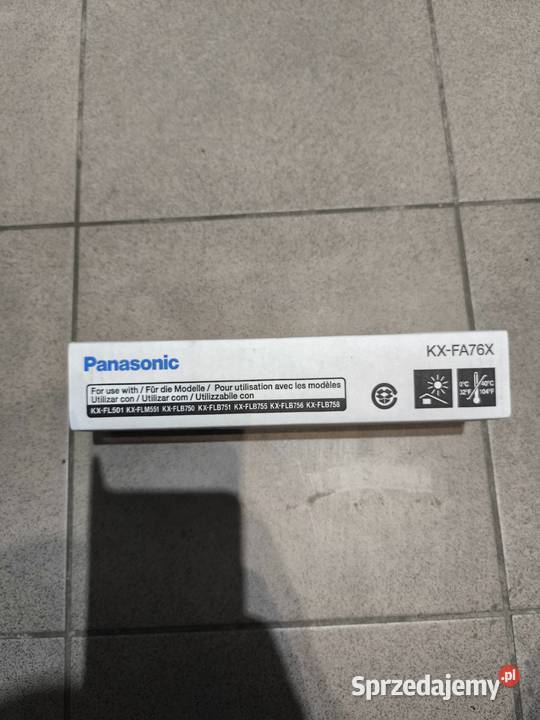 Panasonic
KX-FA76X
For use with / Für die Modelle / Pour utilisation avec les modèles
Utilizar con / Utilizar com / Utilizzabile con
KX-FL501 KX-FLM551 KX-FLB750 KX-FLB751 KX-FLB755 KX-FLB756 KX-FLB758
0°C 40°C
32°F 104°F
Sprzedajemy.pl